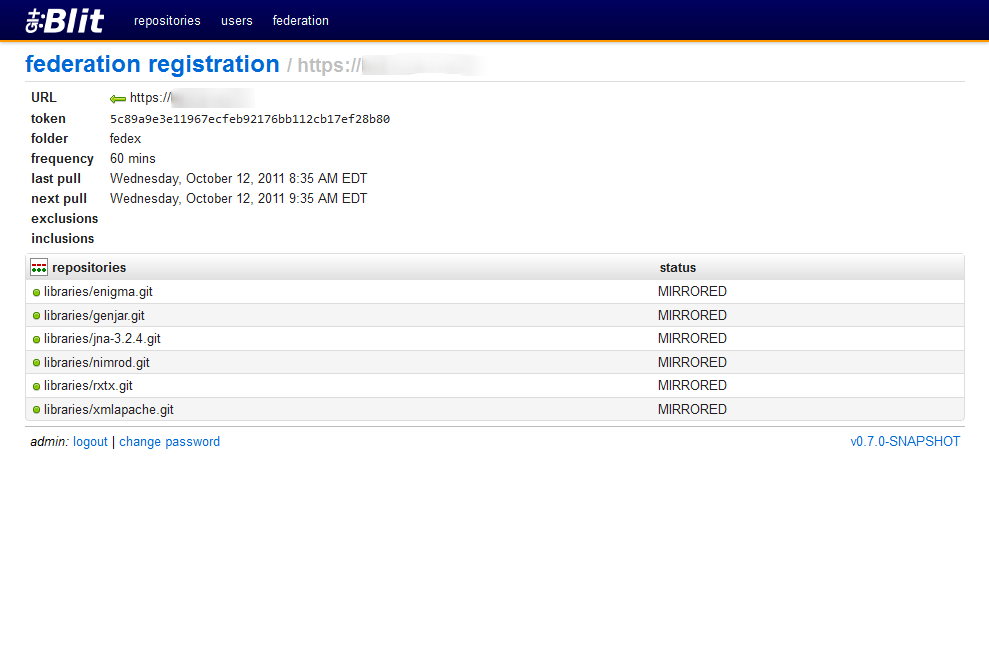 Git:Blit repositories users federation
federation registration / https://
URL https://
token 5c89a9e3e11967ecfeb92176bb112cb17ef28b80
folder fedex
frequency 60 mins
last pull Wednesday, October 12, 2011 8:35 AM EDT
next pull Wednesday, October 12, 2011 9:35 AM EDT
exclusions
inclusions
repositories status
libraries/enigma.git MIRRORED
libraries/genjar.git MIRRORED
libraries/jna-3.2.4.git MIRRORED
libraries/nimrod.git MIRRORED
libraries/rxtx.git MIRRORED
libraries/xmlapache.git MIRRORED
admin: logout | change password v0.7.0-SNAPSHOT